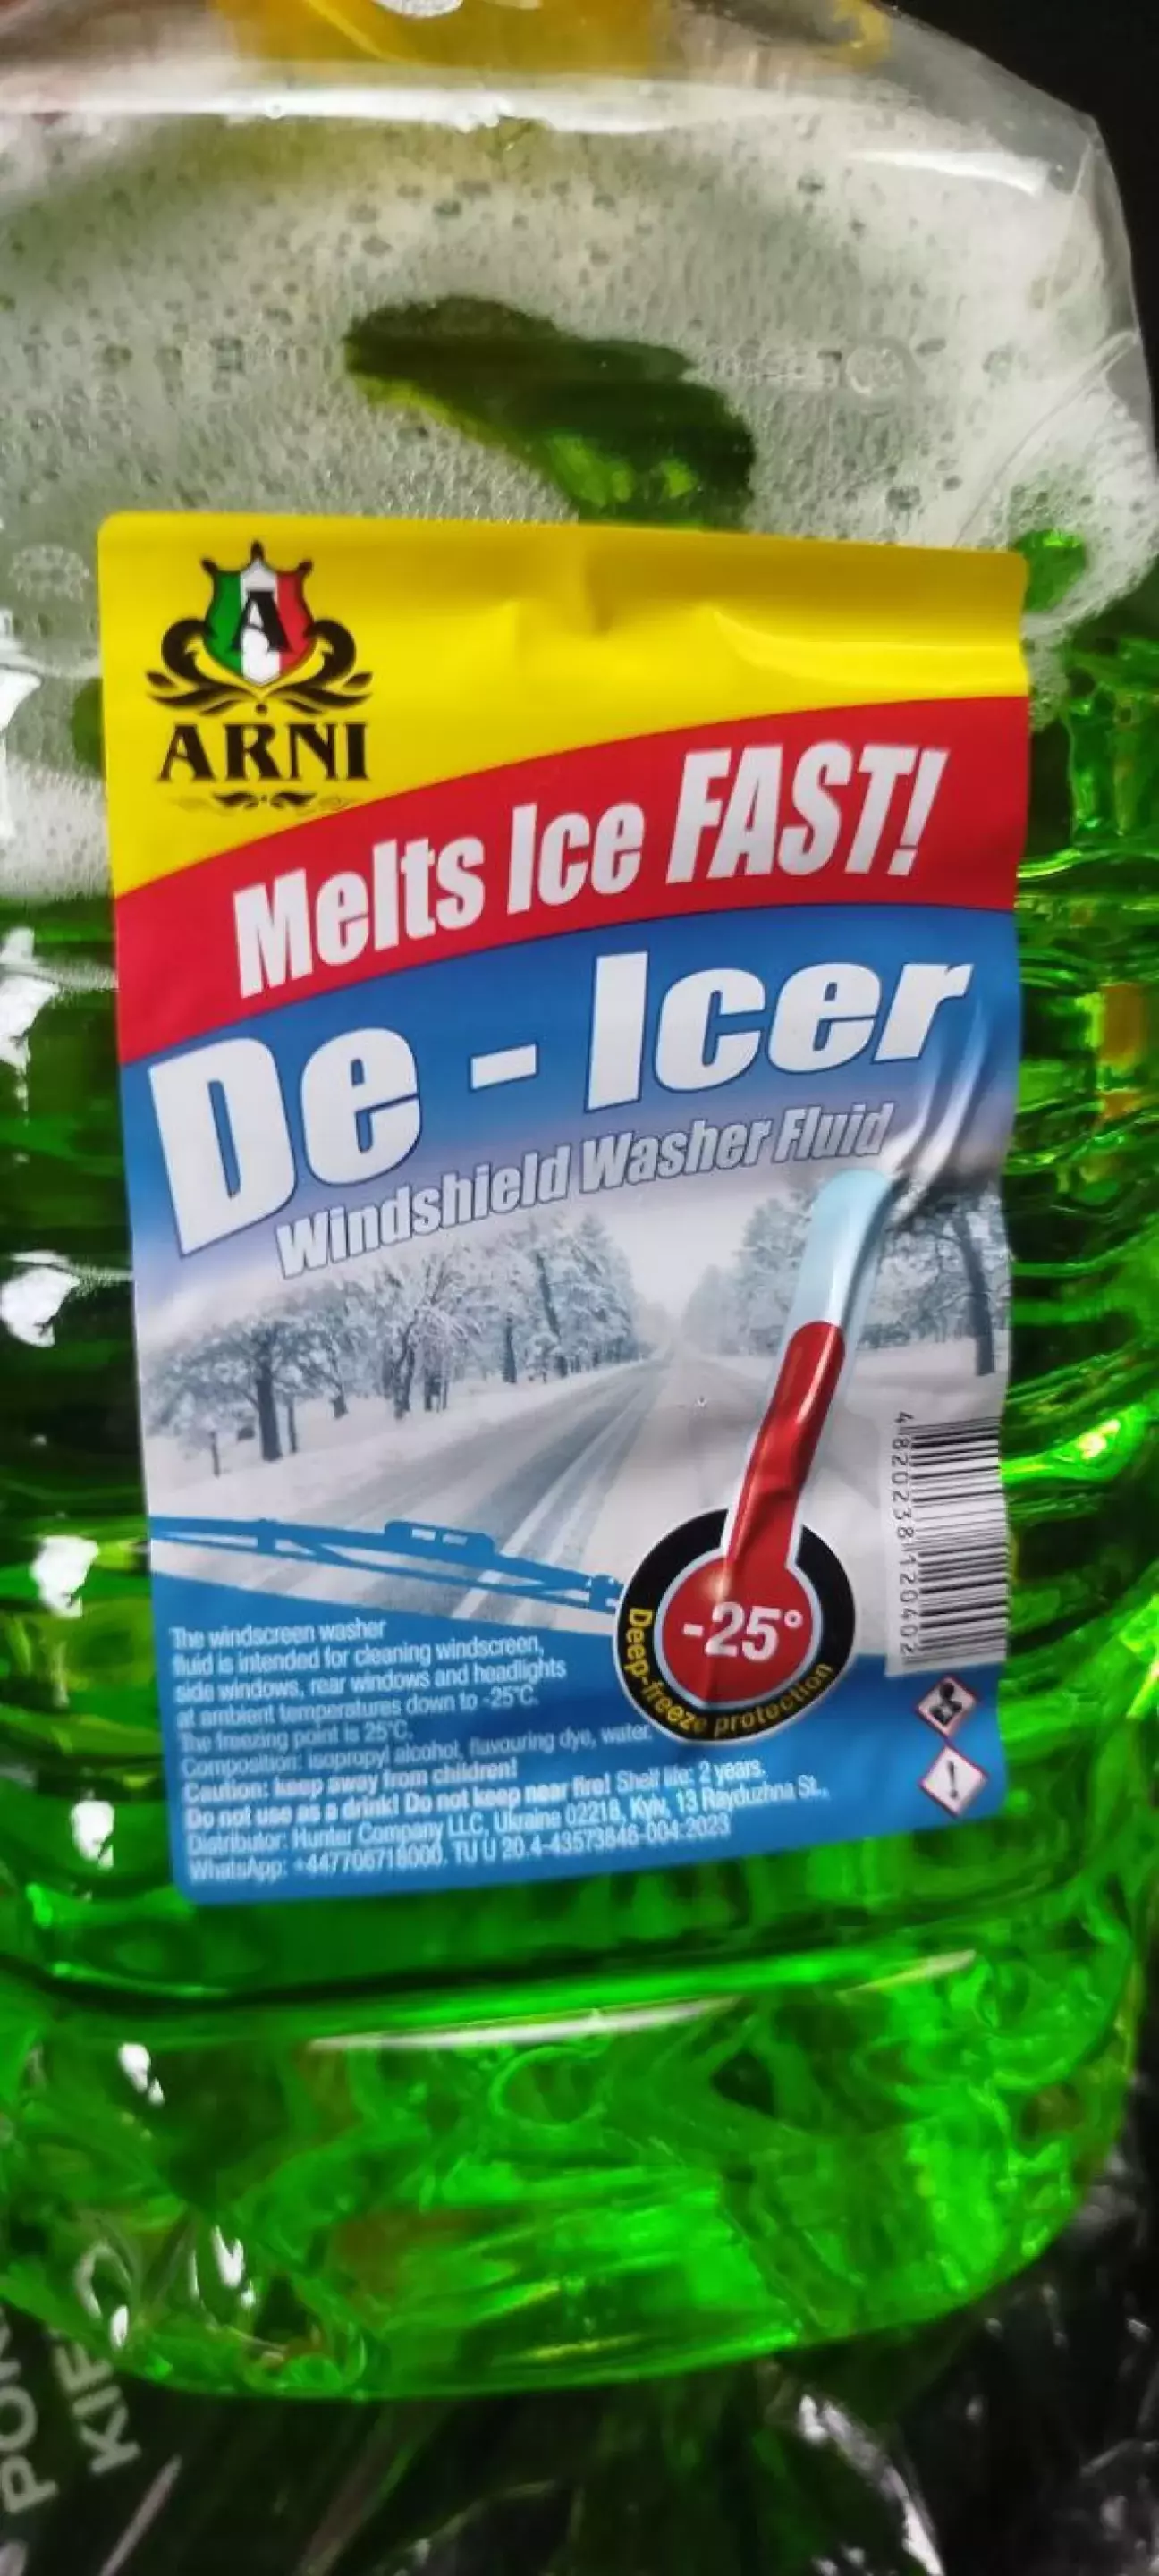 A
ARNI
Melts Ice FAST!
De - Icer
Windshield Washer Fluid
4820238120402
-25°
Deep-freeze protection
The windscreen washer
fluid is intended for cleaning windscreen,
side windows, rear windows and headlights
at ambient temperatures down to -25°C.
The freezing point is 25°C.
Composition: isopropyl alcohol, flavouring dye, water.
Caution: keep away from children!
Do not use as a drink! Do not keep near fire! Shelf life: 2 years.
Distributor: Hunter Company LLC, Ukraine 02218, Kyiv, 13 Rayduzhna St.,
WhatsApp: +447706718000. TU U 20.4-43573846-004:2023